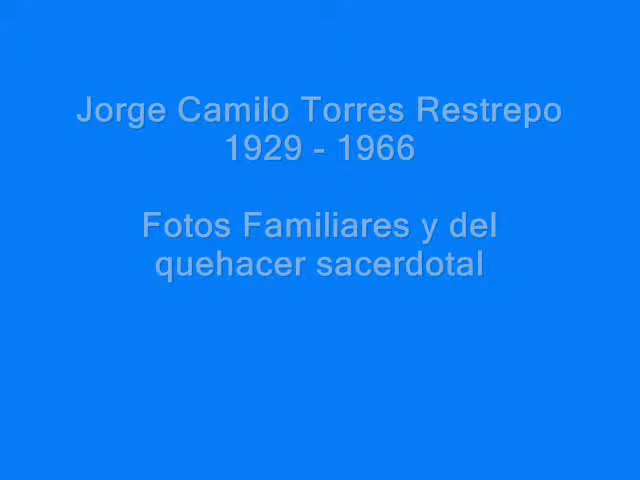 Jorge Camilo Torres Restrepo
1929 - 1966
Fotos Familiares y del
quehacer sacerdotal